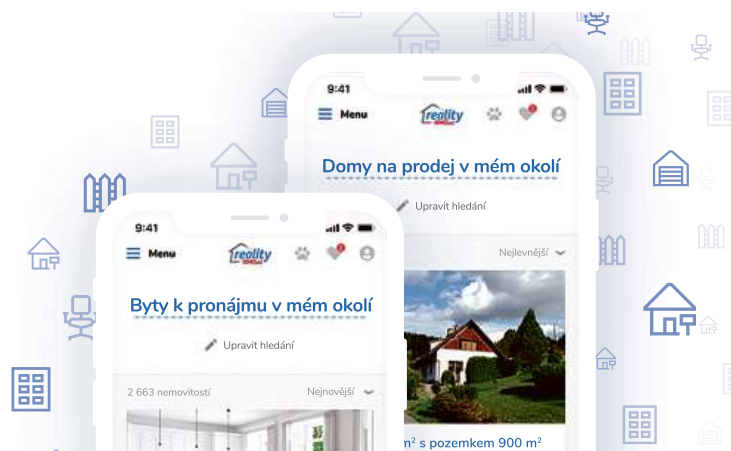 9:41
Menu
reality
Domy na prodej v mém okolí
Upravit hledání
Nejlevnější
m² s pozemkem 900 m²
9:41
Menu
reality
Byty k pronájmu v mém okolí
Upravit hledání
2 663 nemovitostí
Nejnovější